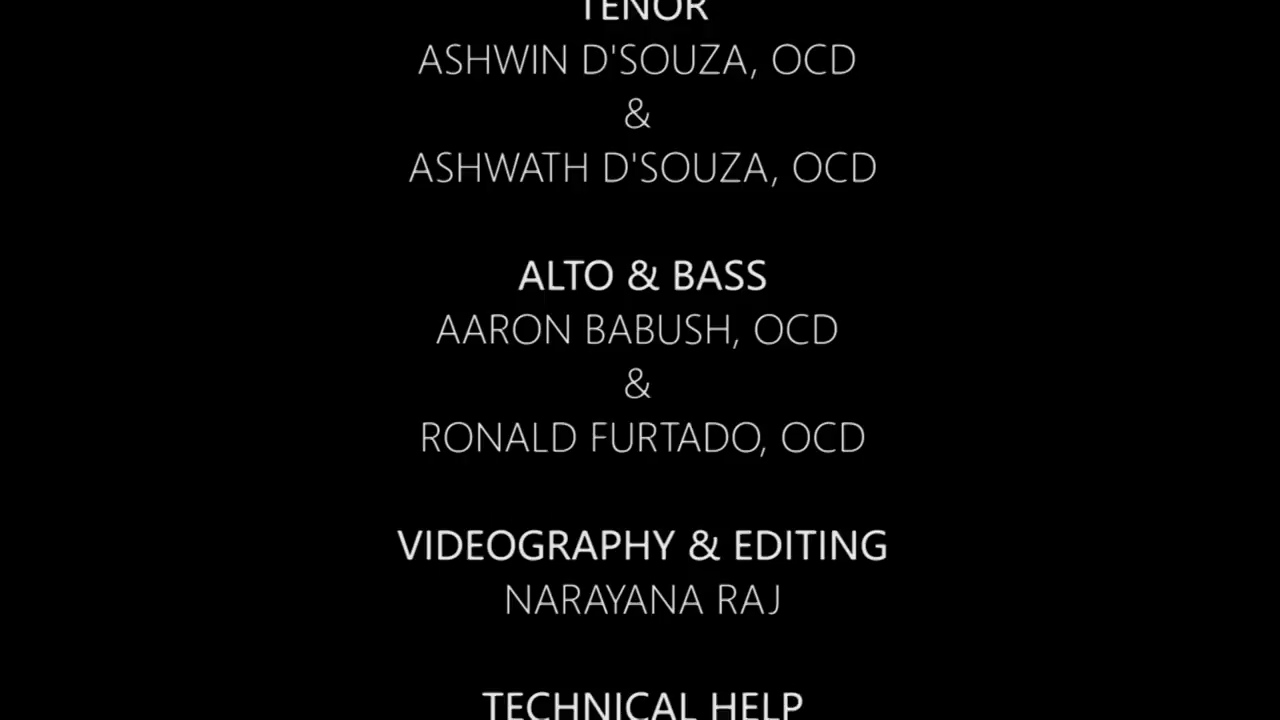 TENOR
ASHWIN D'SOUZA, OCD
&
ASHWATH D'SOUZA, OCD
ALTO & BASS
AARON BABUSH, OCD
&
RONALD FURTADO, OCD
VIDEOGRAPHY & EDITING
NARAYANA RAJ
TECHNICAL HELP